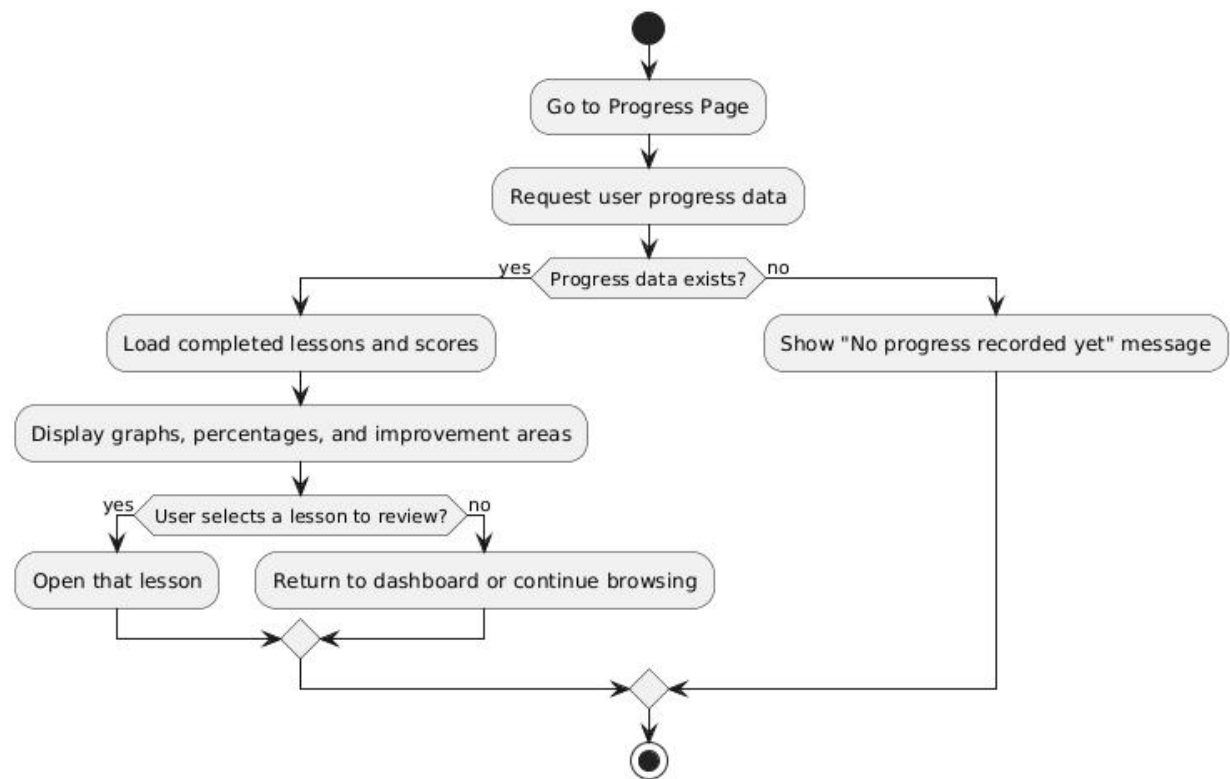 Go to Progress Page
Request user progress data
yes
Progress data exists?
no
Load completed lessons and scores
Show "No progress recorded yet" message
Display graphs, percentages, and improvement areas
yes
User selects a lesson to review?
no
Open that lesson
Return to dashboard or continue browsing